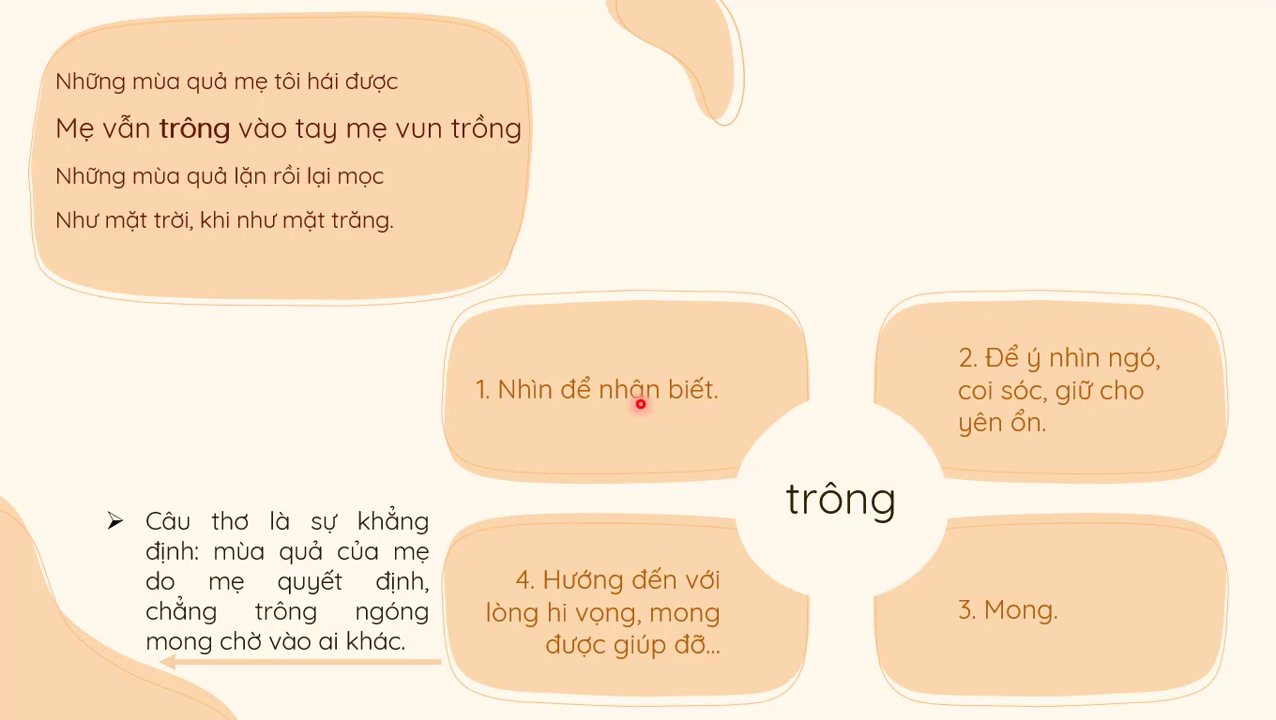 Những mùa quả mẹ tôi hái được
Mẹ vẫn trông vào tay mẹ vun trồng
Những mùa quả lặn rồi lại mọc
Như mặt trời, khi như mặt trăng.
1. Nhìn để nhận biết.
2. Để ý nhìn ngó,
coi sóc, giữ cho
yên ổn.
trông
Câu thơ là sự khẳng
định: mùa quả của mẹ
do mẹ quyết định,
chẳng trông ngóng
mong chờ vào ai khác.
4. Hướng đến với
lòng hi vọng, mong
được giúp đỡ...
3. Mong.